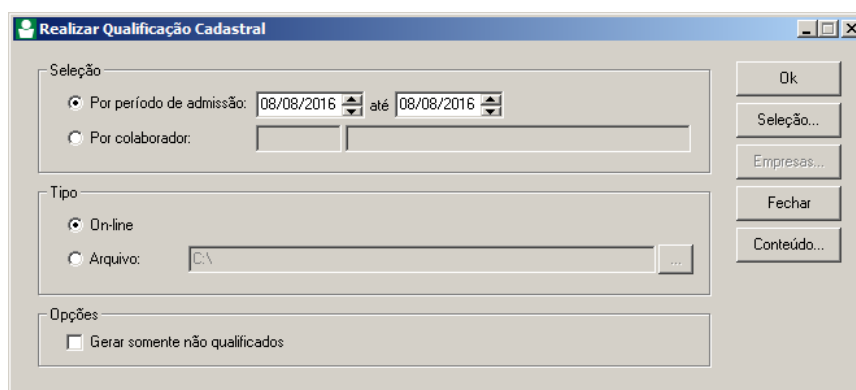 Realizar Qualificação Cadastral
Seleção
Por período de admissão: 08/08/2016 até 08/08/2016
Por colaborador:
Tipo
On-line
Arquivo: C:\ ...
Opções
Gerar somente não qualificados
Ok
Seleção...
Empresas...
Fechar
Conteúdo...